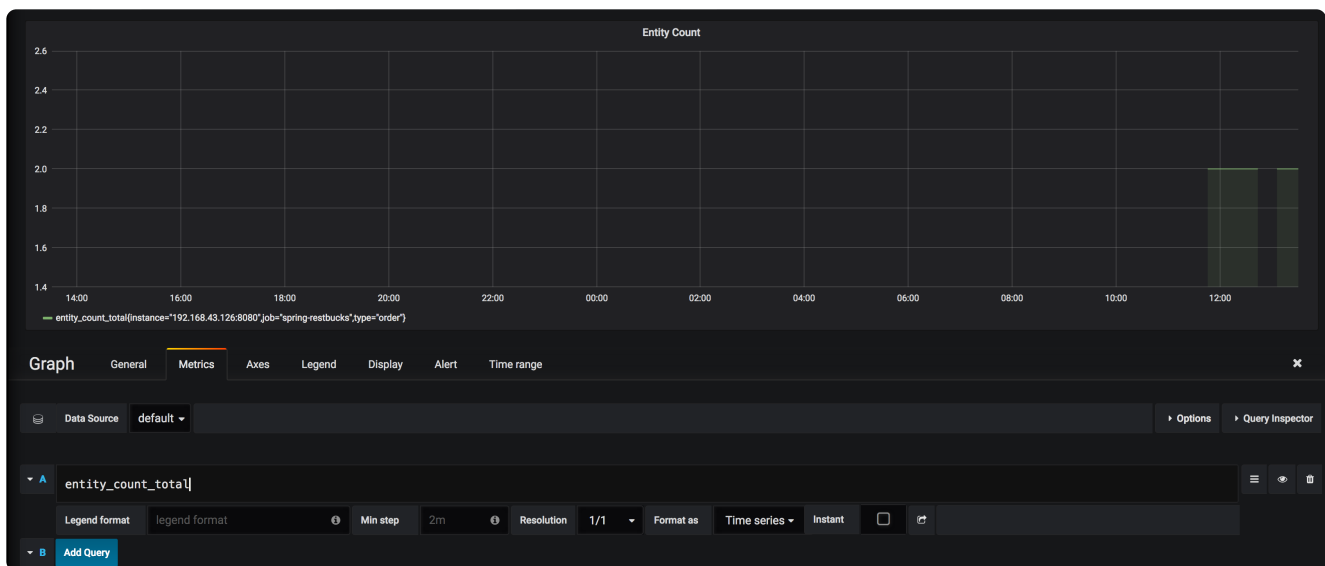 Entity Count
2.6
2.4
2.2
2.0
1.8
1.6
1.4
14:00 16:00 18:00 20:00 22:00 00:00 02:00 04:00 06:00 08:00 10:00 12:00
entity_count_total{instance="192.168.43.126:8080",job="spring-restbucks",type="order"}
Graph General Metrics Axes Legend Display Alert Time range
Data Source default Options Query Inspector
A entity_count_total
Legend format legend format Min step 2m Resolution 1/1 Format as Time series Instant
B Add Query